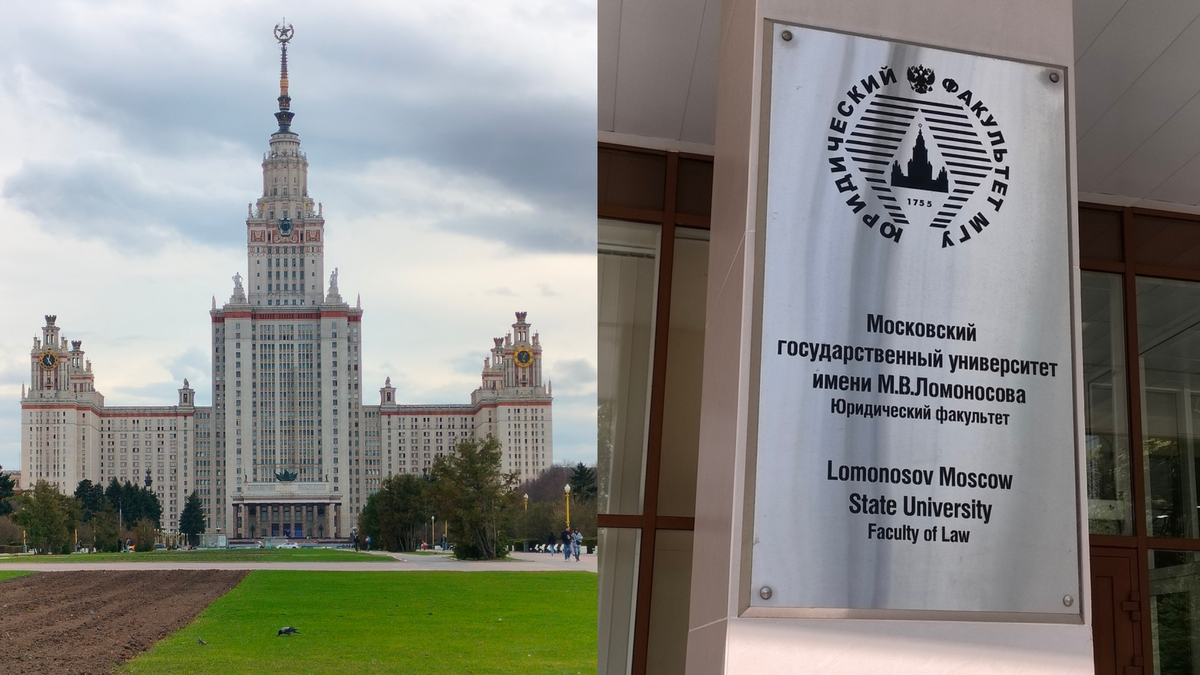 ЮРИДИЧЕСКИЙ ФАКУЛЬТЕТ МГУ
1755
Московский
государственный университет
имени М.В.Ломоносова
Юридический факультет
Lomonosov Moscow
State University
Faculty of Law